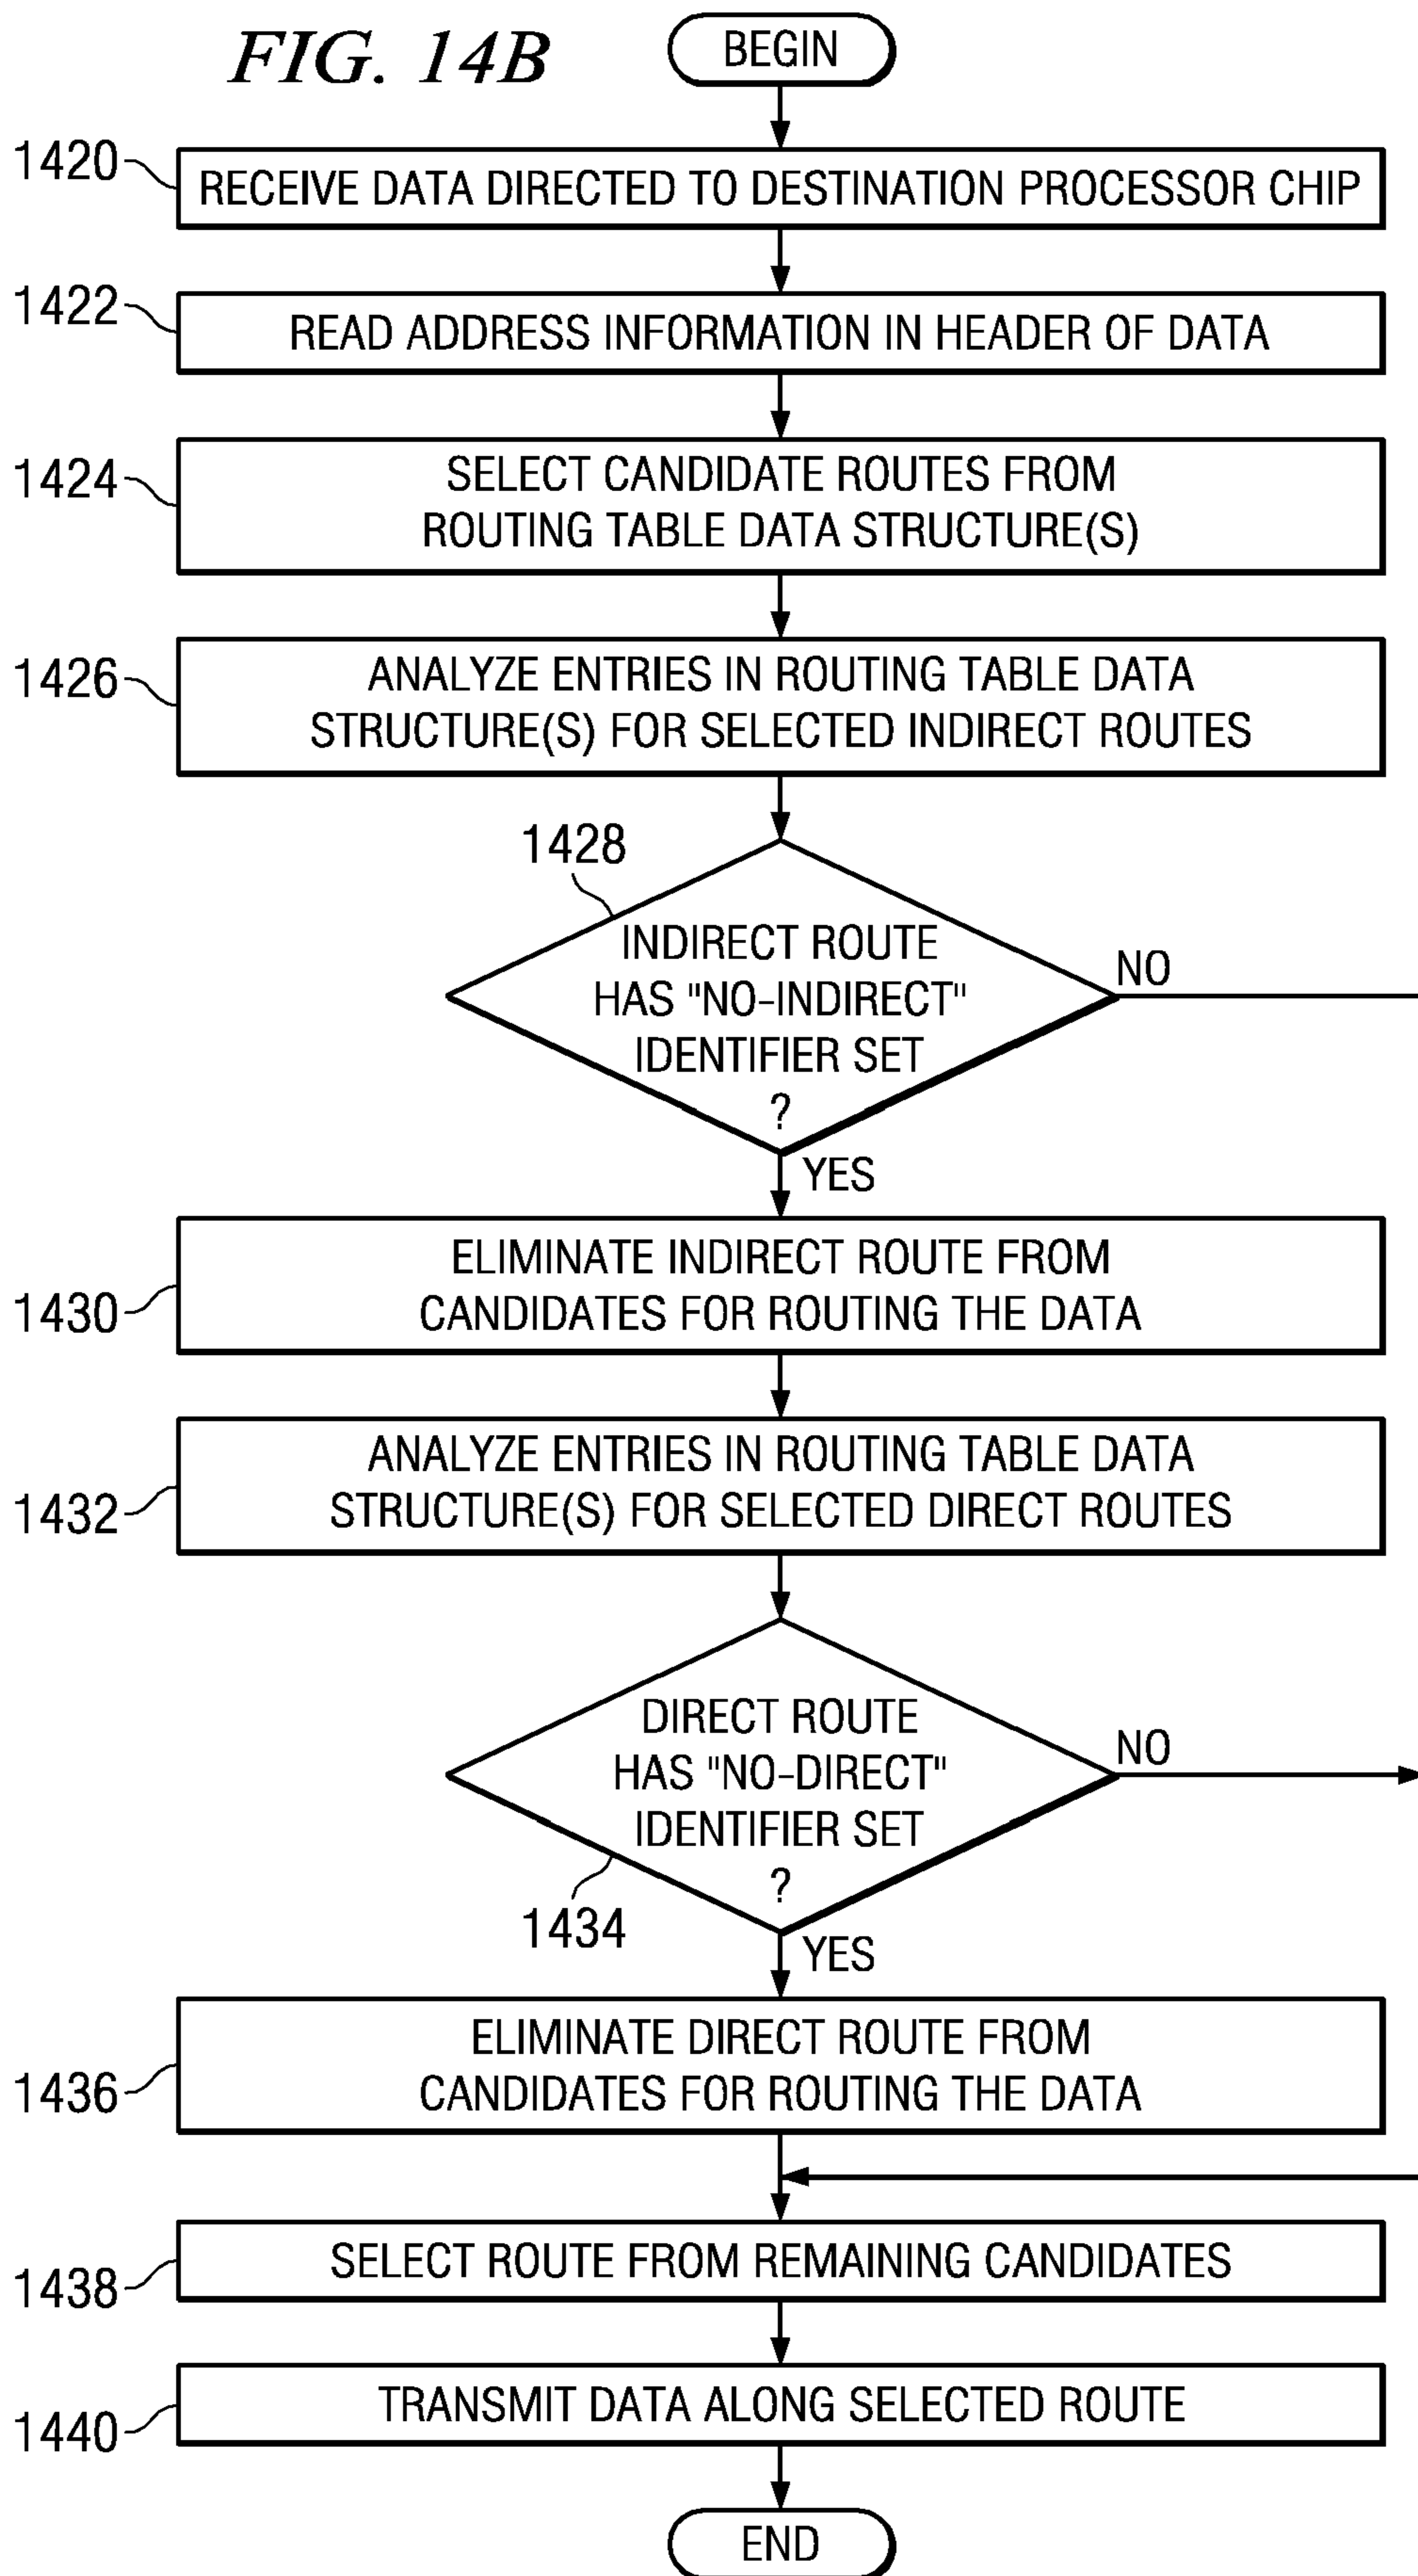 FIG. 14B
BEGIN
1420
RECEIVE DATA DIRECTED TO DESTINATION PROCESSOR CHIP
1422
READ ADDRESS INFORMATION IN HEADER OF DATA
1424
SELECT CANDIDATE ROUTES FROM
ROUTING TABLE DATA STRUCTURE(S)
1426
ANALYZE ENTRIES IN ROUTING TABLE DATA
STRUCTURE(S) FOR SELECTED INDIRECT ROUTES
1428
INDIRECT ROUTE
HAS "NO-INDIRECT"
IDENTIFIER SET
?
NO
YES
1430
ELIMINATE INDIRECT ROUTE FROM
CANDIDATES FOR ROUTING THE DATA
1432
ANALYZE ENTRIES IN ROUTING TABLE DATA
STRUCTURE(S) FOR SELECTED DIRECT ROUTES
DIRECT ROUTE
HAS "NO-DIRECT"
IDENTIFIER SET
?
NO
1434
YES
1436
ELIMINATE DIRECT ROUTE FROM
CANDIDATES FOR ROUTING THE DATA
1438
SELECT ROUTE FROM REMAINING CANDIDATES
1440
TRANSMIT DATA ALONG SELECTED ROUTE
END